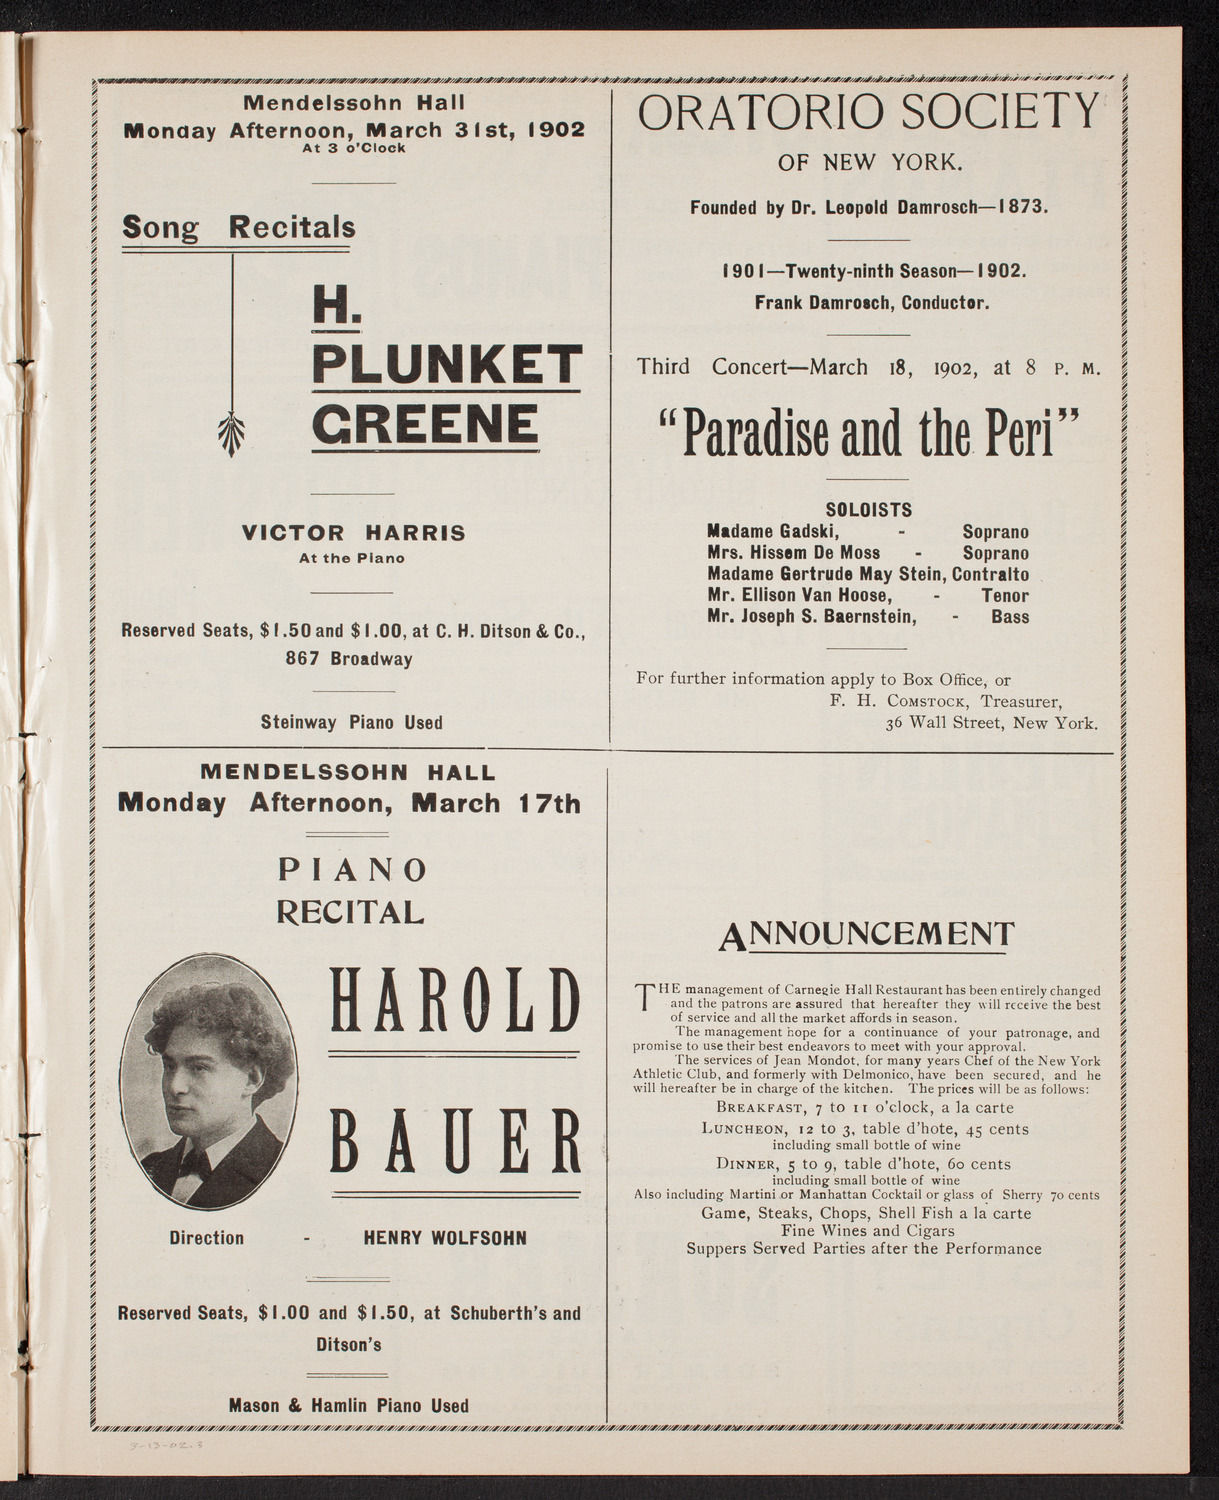 Mendelssohn Hall
Monday Afternoon, March 31st, 1902
At 3 o'Clock
Song Recitals
H.
PLUNKET
GREENE
VICTOR HARRIS
At the Piano
Reserved Seats, $1.50 and $1.00, at C. H. Ditson & Co.,
867 Broadway
Steinway Piano Used
ORATORIO SOCIETY
OF NEW YORK.
Founded by Dr. Leopold Damrosch—1873.
1901—Twenty-ninth Season—1902.
Frank Damrosch, Conductor.
Third Concert—March 18, 1902, at 8 P. M.
"Paradise and the Peri"
SOLOISTS
Madame Gadski, - Soprano
Mrs. Hissem De Moss - Soprano
Madame Gertrude May Stein, Contralto
Mr. Ellison Van Hoose, - Tenor
Mr. Joseph S. Baernstein, - Bass
For further information apply to Box Office, or
F. H. COMSTOCK, Treasurer,
36 Wall Street, New York.
MENDELSSOHN HALL
Monday Afternoon, March 17th
PIANO
RECITAL
HAROLD
BAUER
Direction - HENRY WOLFSOHN
Reserved Seats, $1.00 and $1.50, at Schuberth's and
Ditson's
Mason & Hamlin Piano Used
ANNOUNCEMENT
THE management of Carnegie Hall Restaurant has been entirely changed
and the patrons are assured that hereafter they will receive the best
of service and all the market affords in season.
The management hope for a continuance of your patronage, and
promise to use their best endeavors to meet with your approval.
The services of Jean Mondot, for many years Chef of the New York
Athletic Club, and formerly with Delmonico, have been secured, and he
will hereafter be in charge of the kitchen. The prices will be as follows:
BREAKFAST, 7 to 11 o'clock, a la carte
LUNCHEON, 12 to 3, table d'hote, 45 cents
including small bottle of wine
DINNER, 5 to 9, table d'hote, 60 cents
including small bottle of wine
Also including Martini or Manhattan Cocktail or glass of Sherry 70 cents
Game, Steaks, Chops, Shell Fish a la carte
Fine Wines and Cigars
Suppers Served Parties after the Performance
3-13-02.3